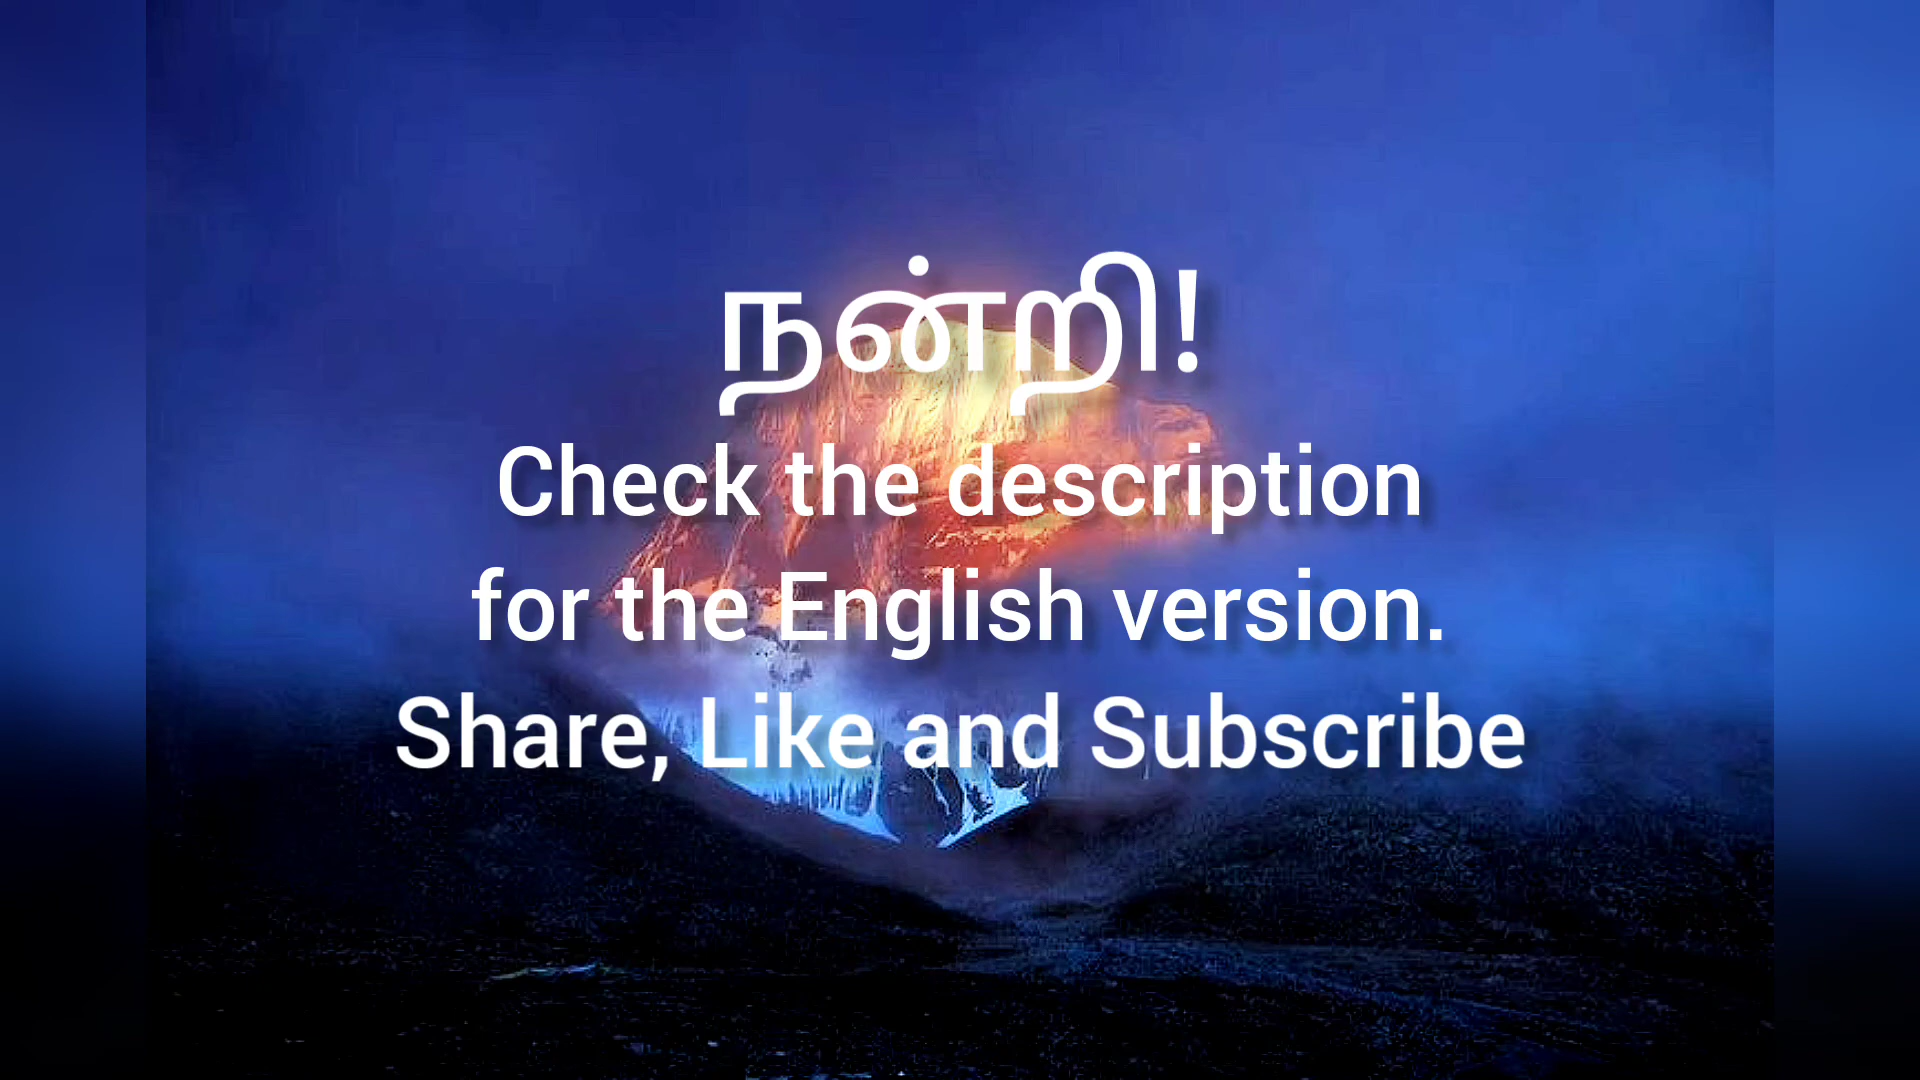 நன்றி!
Check the description
for the English version.
Share, Like and Subscribe